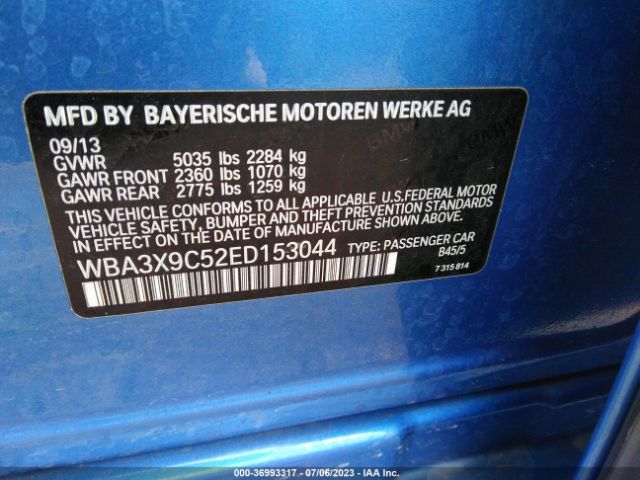 MFD BY BAYERISCHE MOTOREN WERKE AG
09/13
GVWR 5035 lbs 2284 kg
GAWR FRONT 2360 lbs 1070 kg
GAWR REAR 2775 lbs 1259 kg
THIS VEHICLE CONFORMS TO ALL APPLICABLE U.S.FEDERAL MOTOR
VEHICLE SAFETY, BUMPER AND THEFT PREVENTION STANDARDS
IN EFFECT ON THE DATE OF MANUFACTURE SHOWN ABOVE.
WBA3X9C52ED153044 TYPE: PASSENGER CAR
B45/5
7 315 814
000-36993317 - 07/06/2023 - IAA Inc.